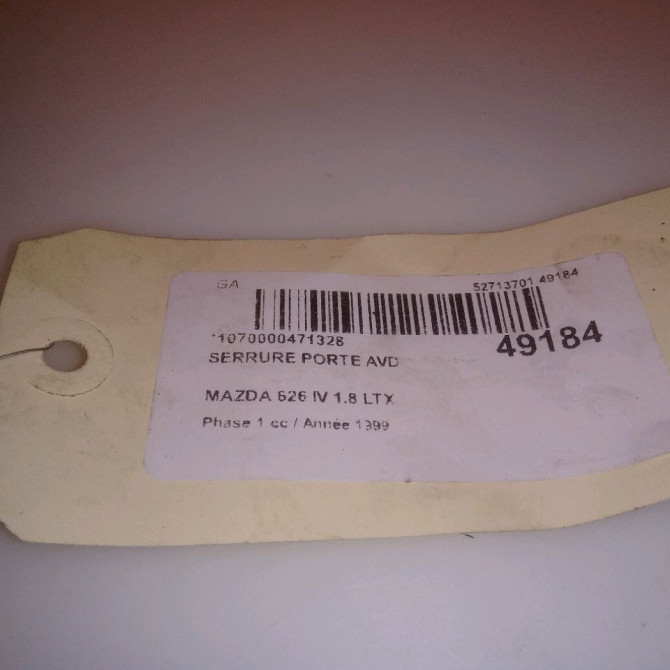 GA 52713701 49184
*1070000471328 49184
SERRURE PORTE AVD
MAZDA 626 IV 1.8 LTX
Phase 1 cc / Année 1999